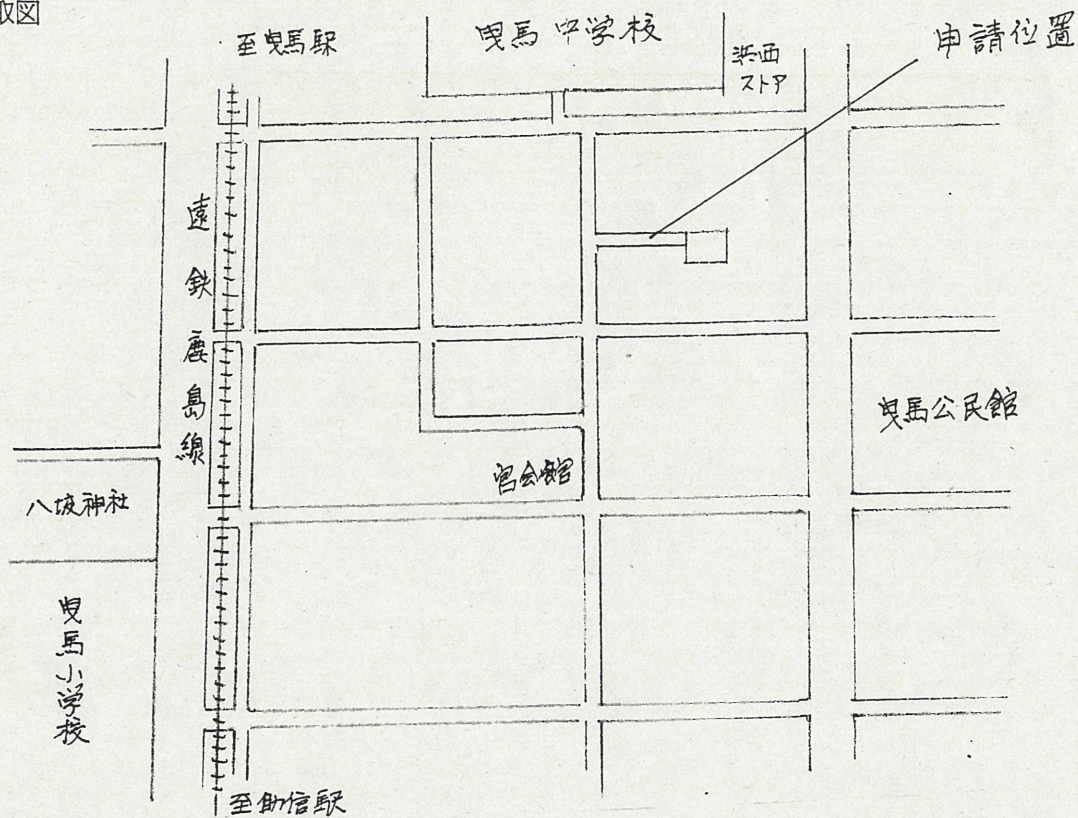 取図
至曳馬駅
曳馬中学校
浜西
ストア
申請位置
遠鉄鹿島線
曳馬公民館
宮会館
八坂神社
曳馬小学校
至助信駅